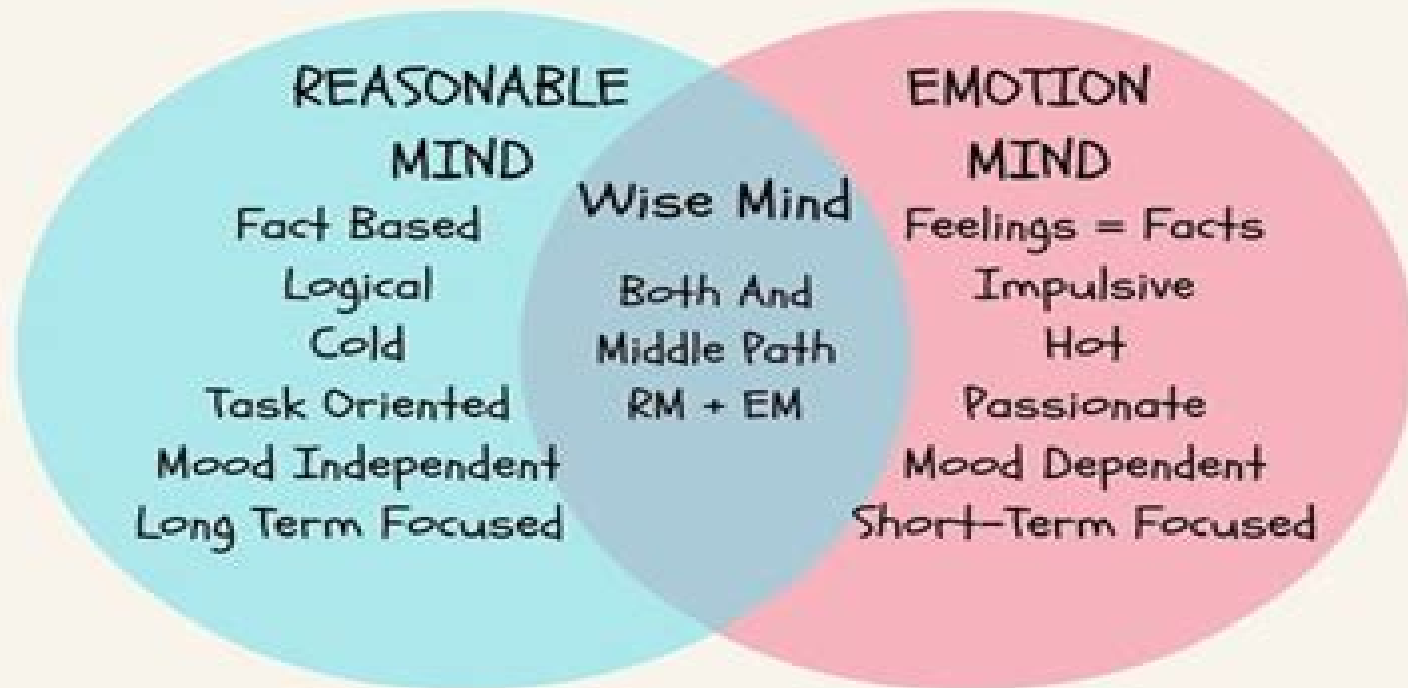 REASONABLE
MIND
Fact Based
Logical
Cold
Task Oriented
Mood Independent
Long Term Focused
Wise Mind
Both And
Middle Path
RM + EM
EMOTION
MIND
Feelings = Facts
Impulsive
Hot
Passionate
Mood Dependent
Short-Term Focused